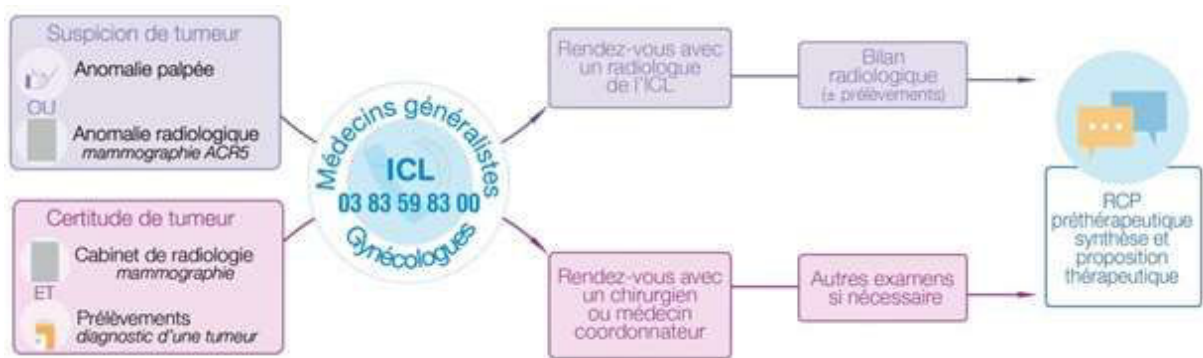 Suspicion de tumeur
Anomalie palpée
OU
Anomalie radiologique
mammographie ACR5
Certitude de tumeur
Cabinet de radiologie
mammographie
ET
Prélèvements
diagnostic d'une tumeur
Médecins généralistes
ICL
03 83 59 83 00
Gynécologues
Rendez-vous avec
un radiologue
de l'ICL
Bilan
radiologique
(± prélèvements)
Rendez-vous avec
un chirurgien
ou médecin
coordonnateur
Autres examens
si nécessaire
RCP
préthérapeutique
synthèse et
proposition
thérapeutique